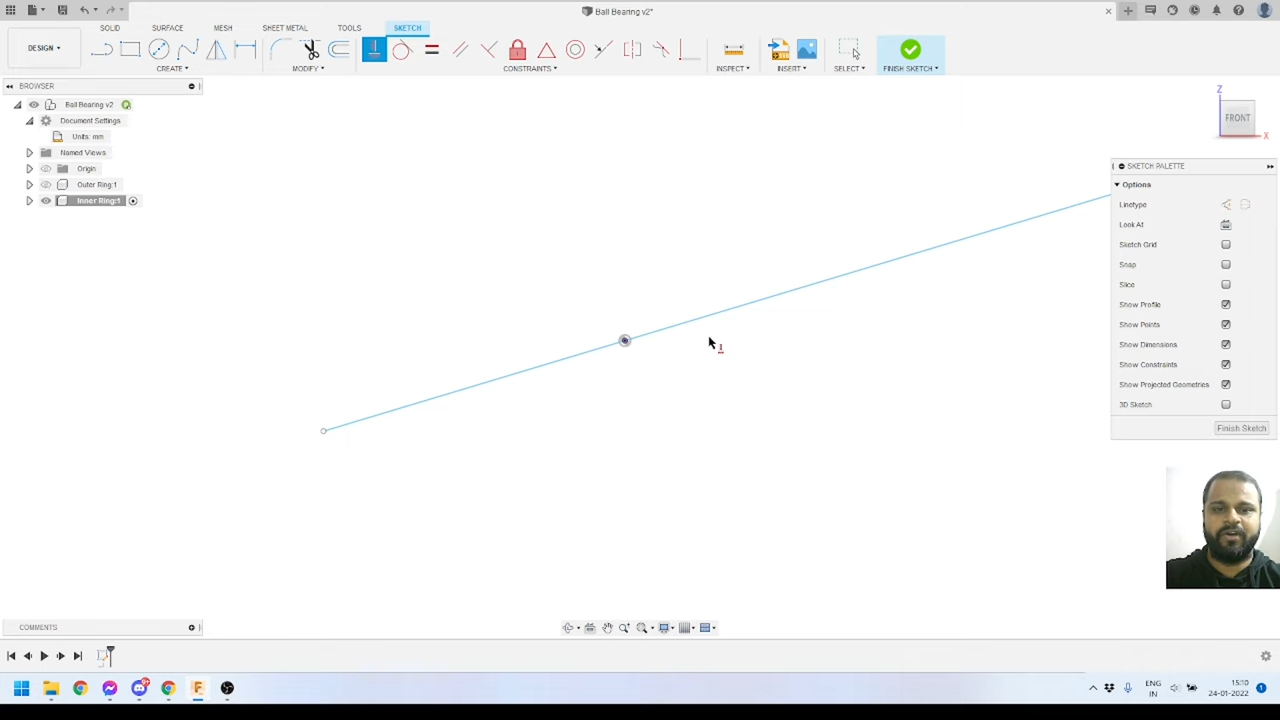 Ball Bearing v2*
SOLID SURFACE MESH SHEET METAL TOOLS SKETCH
DESIGN
CREATE MODIFY CONSTRAINTS INSPECT INSERT SELECT FINISH SKETCH
BROWSER
Ball Bearing v2
Document Settings
Units: mm
Named Views
Origin
Outer Ring:1
Inner Ring:1
Z
FRONT
X
SKETCH PALETTE
Options
Linetype
Look At
Sketch Grid
Snap
Slice
Show Profile
Show Points
Show Dimensions
Show Constraints
Show Projected Geometries
3D Sketch
Finish Sketch
COMMENTS
9+
F
ENG
IN
15:10
24-01-2022
1